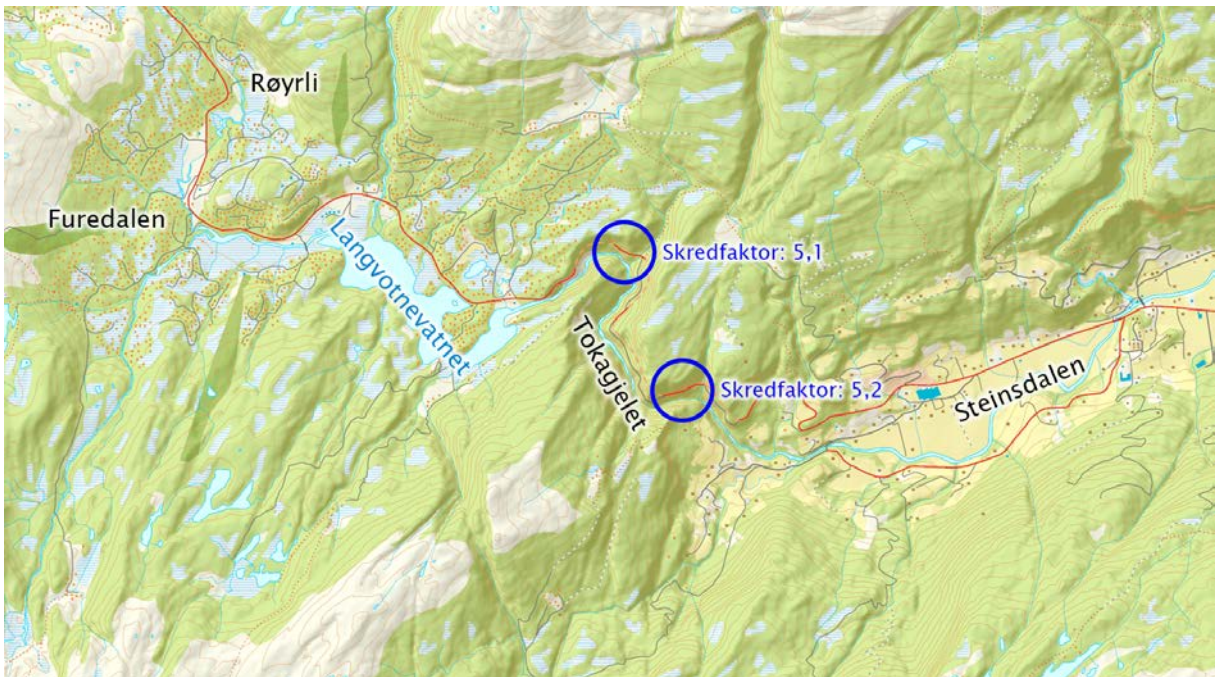 Røyrli
Furedalen
Langvotnevatnet
Skredfaktor: 5,1
Tokagjelet
Skredfaktor: 5,2
Steinsdalen